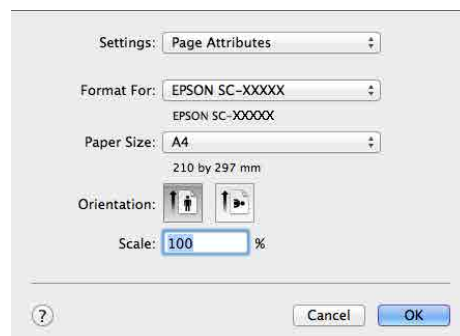 Settings: Page Attributes
Format For: EPSON SC-XXXXX
EPSON SC-XXXXX
Paper Size: A4
210 by 297 mm
Orientation:
Scale: 100 %
? Cancel OK